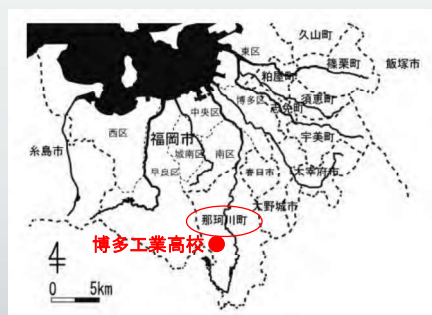 久山町
東区
篠栗町
飯塚市
粕屋町
須恵町
志免町
博多区
中央区
宇美町
西区
福岡市
糸島市
城南区
南区
早良区
春日市
太宰府市
大野城市
那珂川町
博多工業高校
0 5km